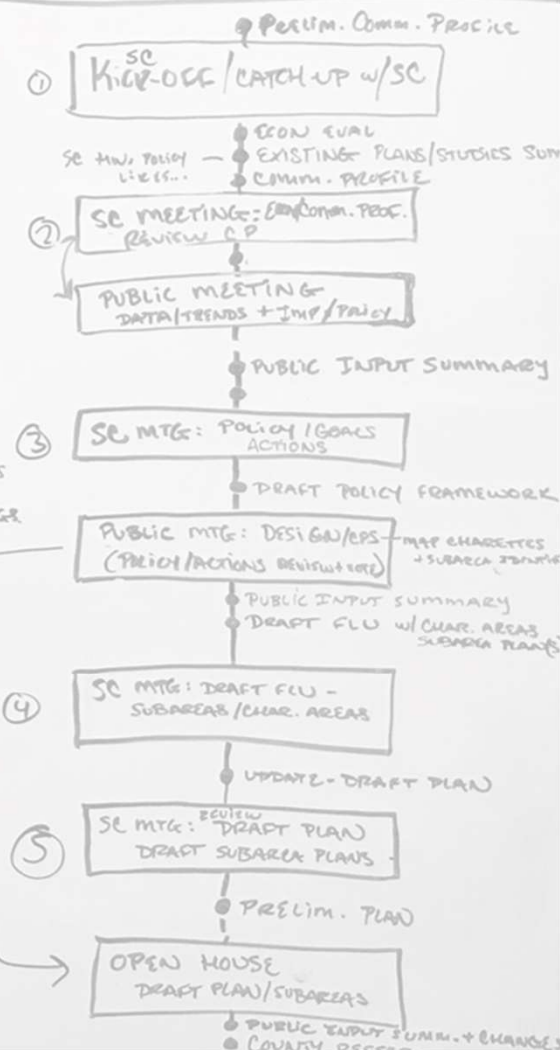 PRELIM. COMM. PROFILE
①
SC
KICK-OFF/CATCH-UP W/SC
ECON EVAL
EXISTING PLANS/STUDIES SUM
SC POLICY
COMM. PROFILE
②
SC MEETING: COMM. PROF.
REVIEW CP
PUBLIC MEETING
DATA/TRENDS + IMP/POLICY
PUBLIC INPUT SUMMARY
③
SC MTG: POLICY/GOALS
ACTIONS
DRAFT POLICY FRAMEWORK
PUBLIC MTG: DESIGN/CPS
MAP CHARETTES
(POLICY/ACTIONS REVIEW + VOTE)
+ SUBAREA
PUBLIC INPUT SUMMARY
DRAFT FLU W/ CHAR. AREAS
SUBAREA PLANS
④
SC MTG: DRAFT FLU -
SUBAREAS/CHAR. AREAS
UPDATE - DRAFT PLAN
⑤
REVIEW
SC MTG: DRAFT PLAN
DRAFT SUBAREA PLANS
PRELIM. PLAN
OPEN HOUSE
DRAFT PLAN/SUBAREAS
PUBLIC INPUT SUMM. + CHANGE
COUNTY